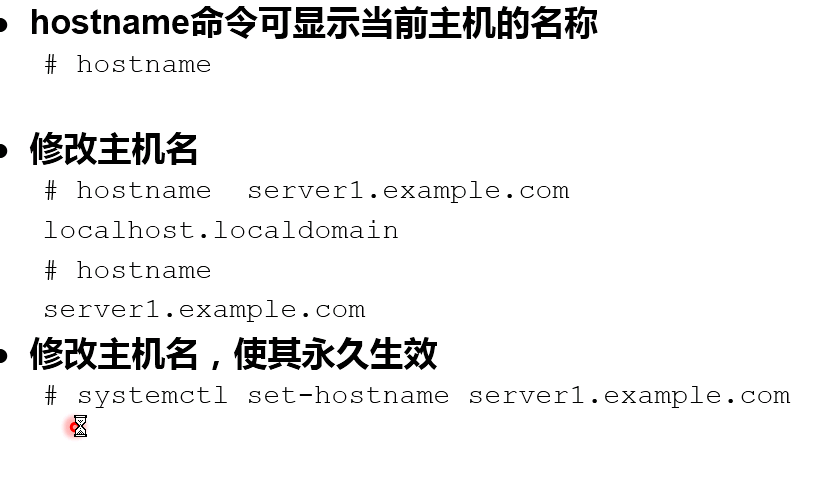 • hostname命令可显示当前主机的名称
# hostname
• 修改主机名
# hostname  server1.example.com
localhost.localdomain
# hostname
server1.example.com
• 修改主机名，使其永久生效
# systemctl set-hostname server1.example.com